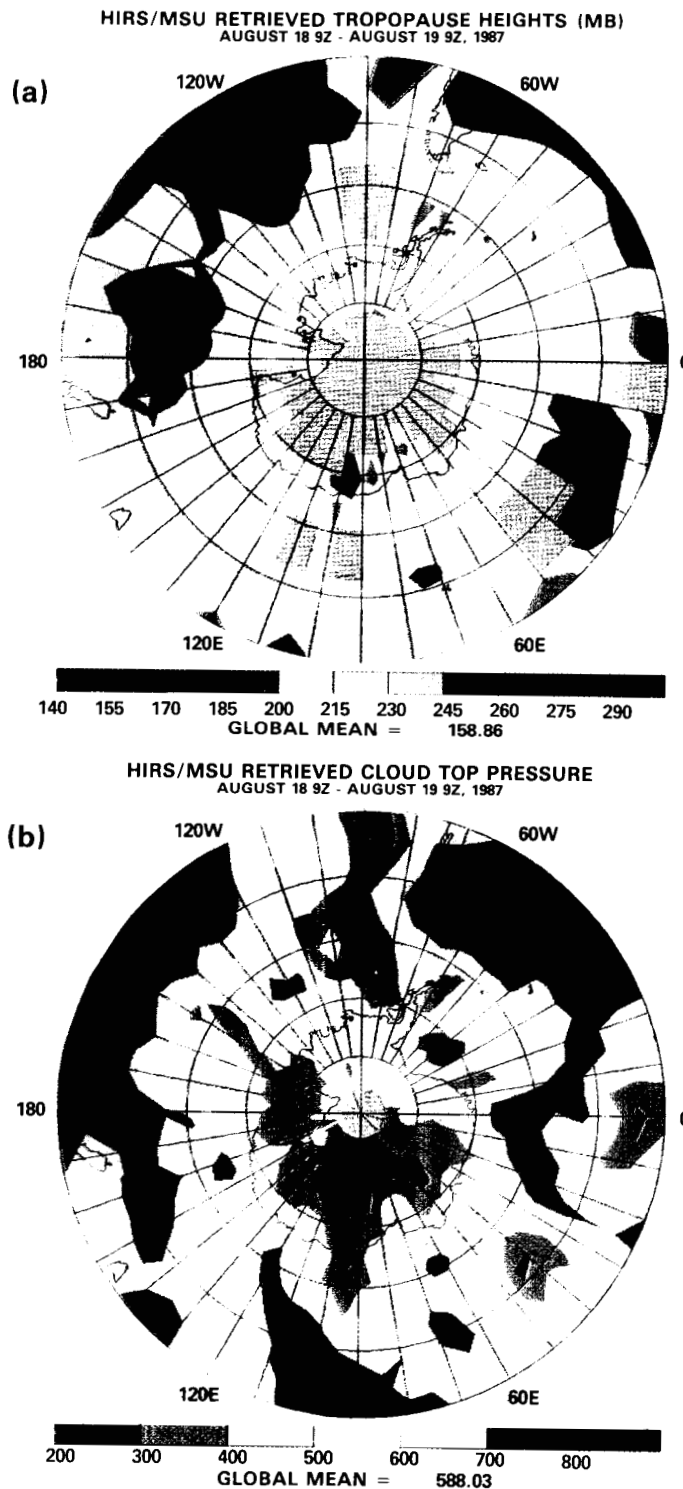 HIRS/MSU RETRIEVED TROPOPAUSE HEIGHTS (MB)
AUGUST 18 9Z - AUGUST 19 9Z, 1987
(a)
120W
60W
180
0
120E
60E
140 155 170 185 200 215 230 245 260 275 290
GLOBAL MEAN = 158.86
HIRS/MSU RETRIEVED CLOUD TOP PRESSURE
AUGUST 18 9Z - AUGUST 19 9Z, 1987
(b)
120W
60W
180
0
120E
60E
200 300 400 500 600 700 800
GLOBAL MEAN = 588.03